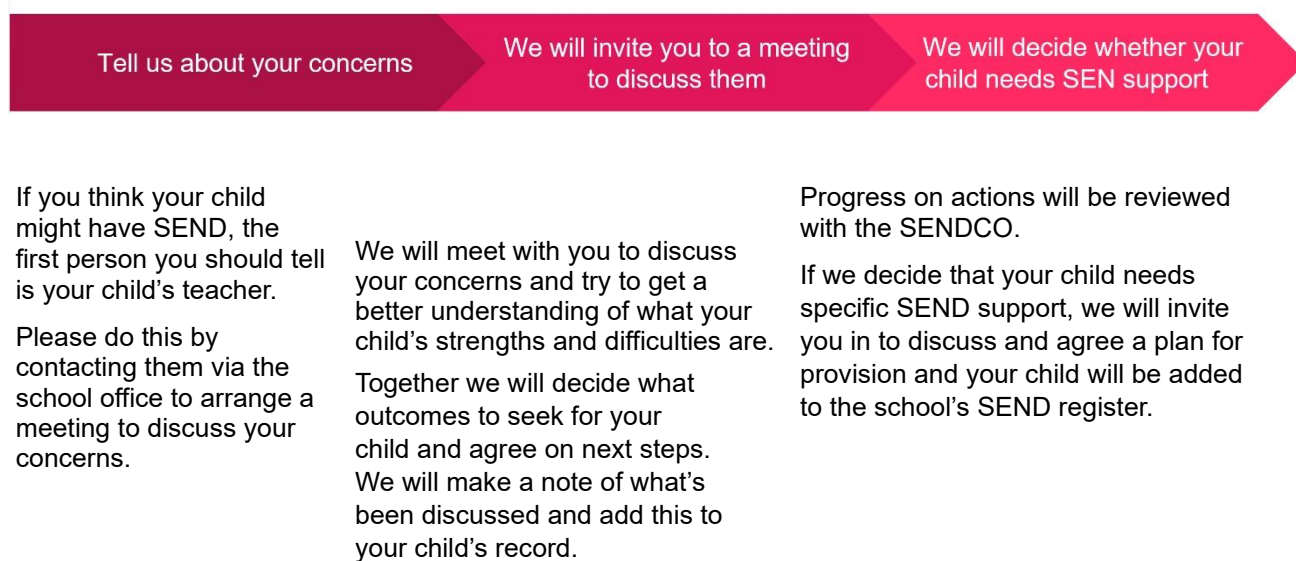 Tell us about your concerns
We will invite you to a meeting
to discuss them
We will decide whether your
child needs SEN support
If you think your child
might have SEND, the
first person you should tell
is your child’s teacher.
Please do this by
contacting them via the
school office to arrange a
meeting to discuss your
concerns.
We will meet with you to discuss
your concerns and try to get a
better understanding of what your
child’s strengths and difficulties are.
Together we will decide what
outcomes to seek for your
child and agree on next steps.
We will make a note of what’s
been discussed and add this to
your child’s record.
Progress on actions will be reviewed
with the SENDCO.
If we decide that your child needs
specific SEND support, we will invite
you in to discuss and agree a plan for
provision and your child will be added
to the school’s SEND register.